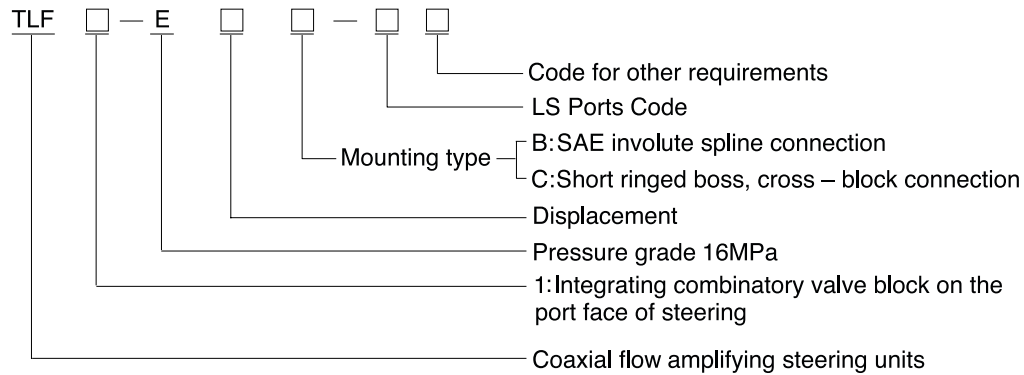 TLF □ — E □ □ — □ □
Code for other requirements
LS Ports Code
Mounting type
B:SAE involute spline connection
C:Short ringed boss, cross – block connection
Displacement
Pressure grade 16MPa
1:Integrating combinatory valve block on the
port face of steering
Coaxial flow amplifying steering units